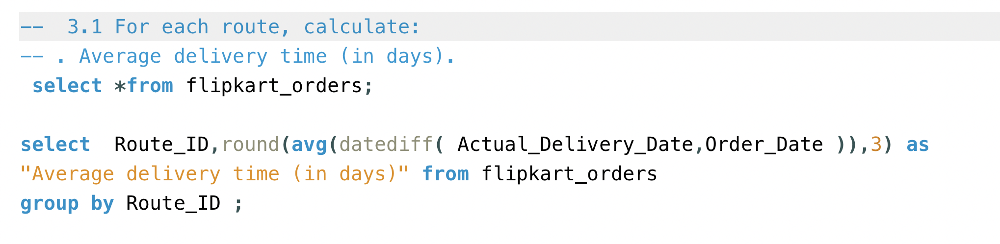 --  3.1 For each route, calculate:
-- . Average delivery time (in days).
 select *from flipkart_orders;
select  Route_ID,round(avg(datediff( Actual_Delivery_Date,Order_Date )),3) as
"Average delivery time (in days)" from flipkart_orders
group by Route_ID ;